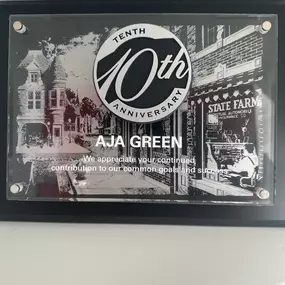 TENTH
10th
ANNIVERSARY
STATE FARM
AJA GREEN
We appreciate your continued
contribution to our common goals and success.